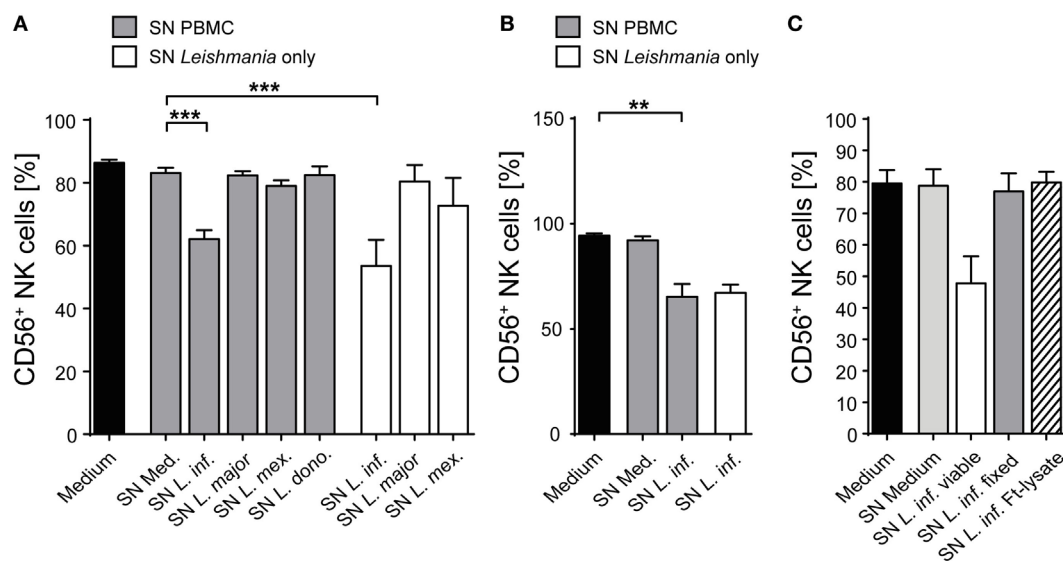 A
SN PBMC
SN Leishmania only
***
***
CD56⁺ NK cells [%]
100
80
60
40
20
0
Medium
SN Med.
SN L. inf.
SN L. major
SN L. mex.
SN L. dono.
SN L. inf.
SN L. major
SN L. mex.
B
SN PBMC
SN Leishmania only
**
CD56⁺ NK cells [%]
150
100
50
0
Medium
SN Med.
SN L. inf.
SN L. inf.
C
CD56⁺ NK cells [%]
100
90
80
70
60
50
40
30
20
10
0
Medium
SN Medium
SN L. inf. viable
SN L. inf. fixed
SN L. inf. Ft-lysate